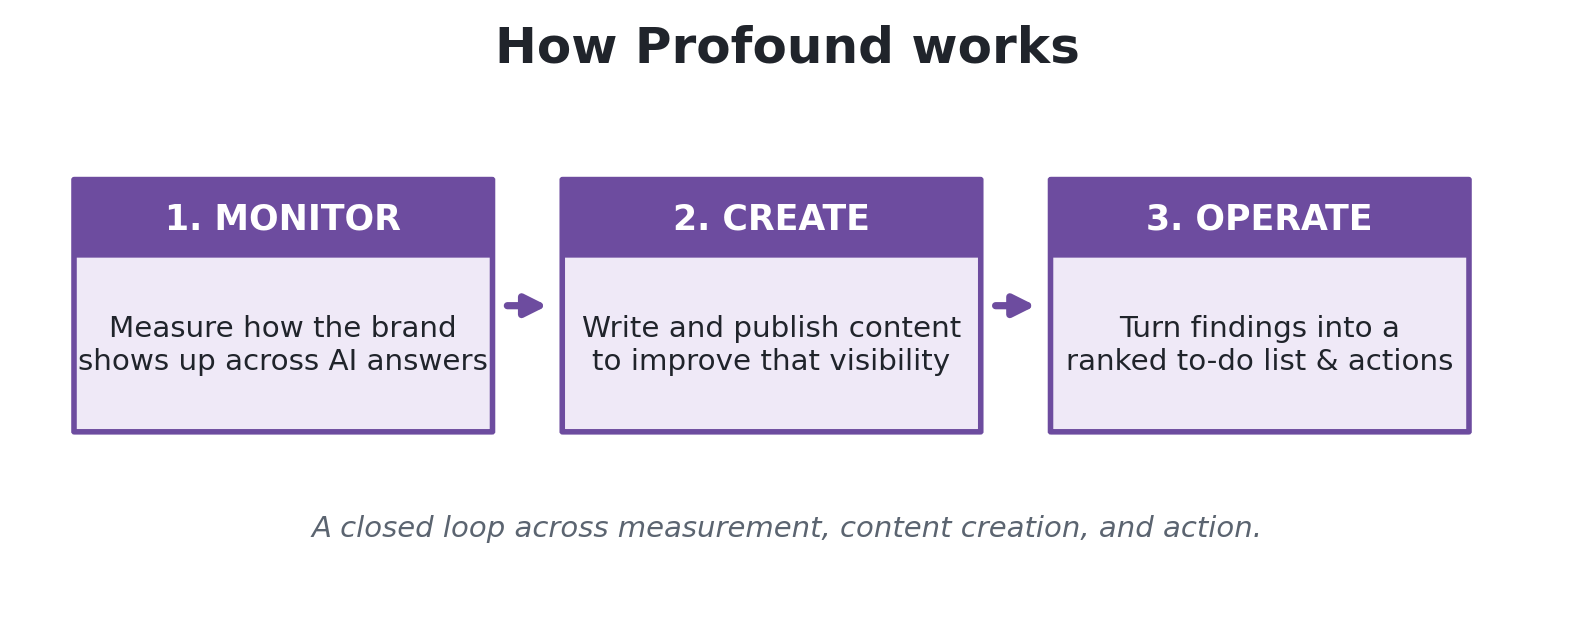 How Profound works
1. MONITOR
Measure how the brand
shows up across AI answers
2. CREATE
Write and publish content
to improve that visibility
3. OPERATE
Turn findings into a
ranked to-do list & actions
A closed loop across measurement, content creation, and action.